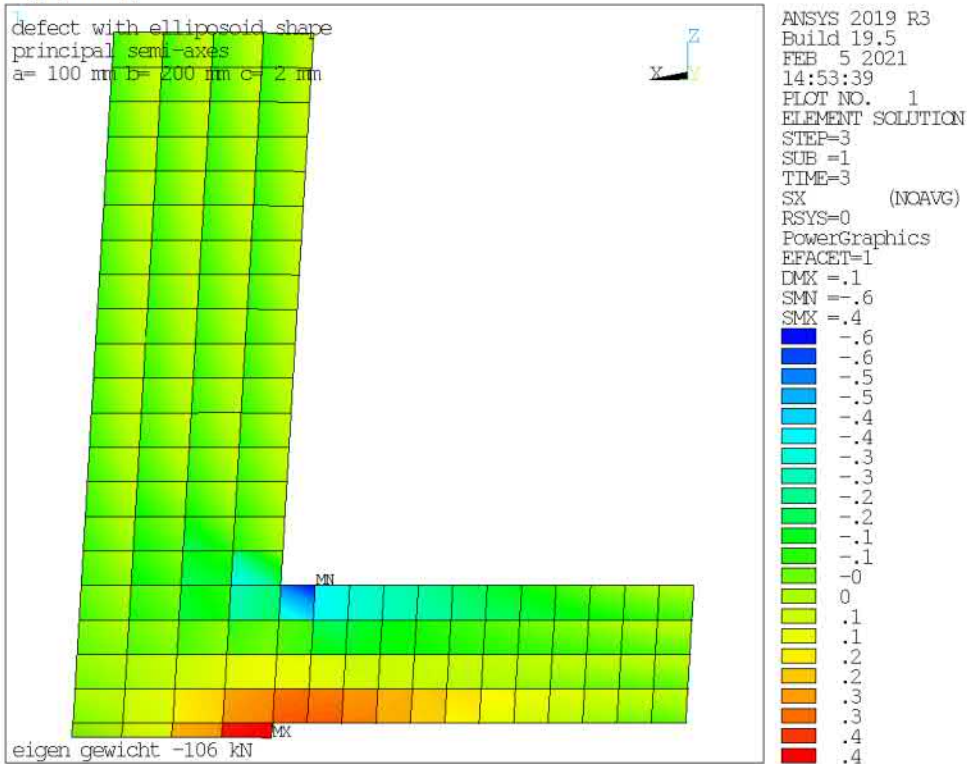 1
defect with elliposoid shape
principal semi-axes
a= 100 mm b= 200 mm c= 2 mm
Z
X
Y
MN
MX
eigen gewicht -106 kN
ANSYS 2019 R3
Build 19.5
FEB  5 2021
14:53:39
PLOT NO.   1
ELEMENT SOLUTION
STEP=3
SUB =1
TIME=3
SX       (NOAVG)
RSYS=0
PowerGraphics
EFACET=1
DMX =.1
SMN =-.6
SMX =.4
-.6
-.6
-.5
-.5
-.4
-.4
-.3
-.3
-.2
-.2
-.1
-.1
-0
0
.1
.1
.2
.2
.3
.3
.4
.4